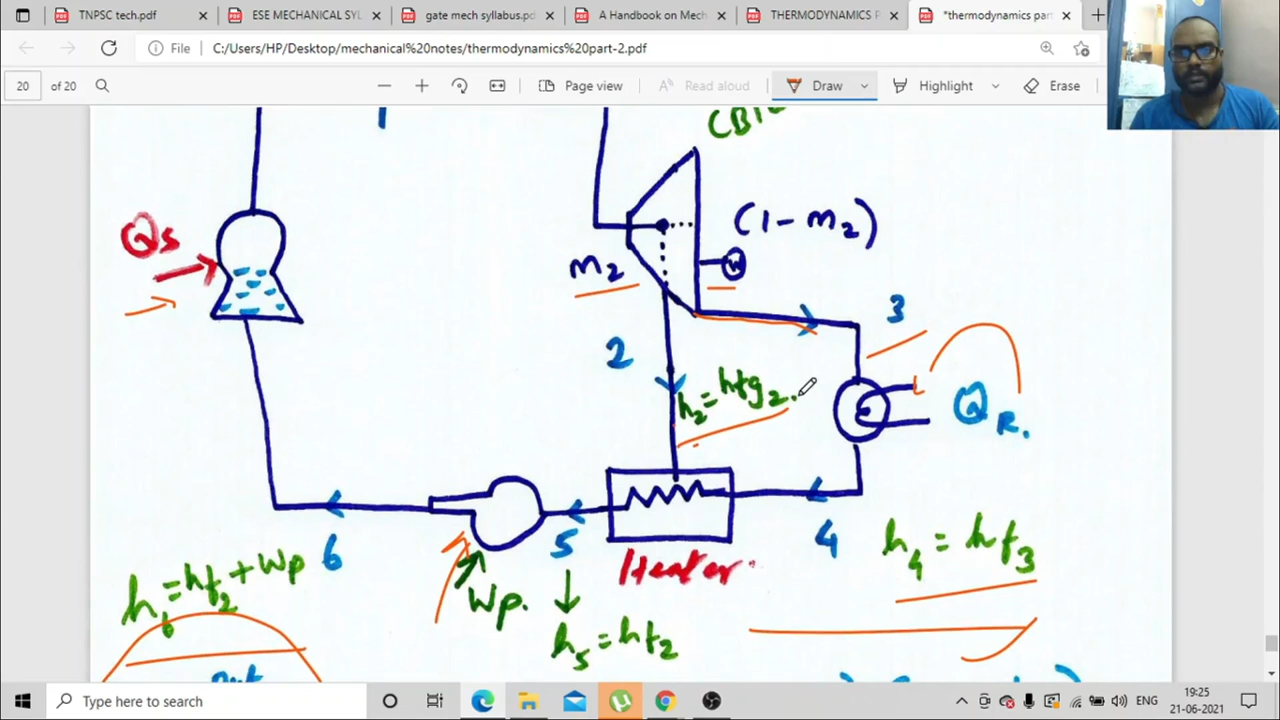 TNPSC tech.pdf
ESE MECHANICAL SYL
gate mech syllabus.pd
A Handbook on Mech
THERMODYNAMICS P
*thermodynamics par
File
C:/Users/HP/Desktop/mechanical%20notes/thermodynamics%20part-2.pdf
20 of 20
Page view
Read aloud
Draw
Highlight
Erase
1
Qs
(1-m2)
m2
W
3
2
h2=hfg2.
QR.
5
4
6
h4=hf3
Heater
h6=hf2+Wp
Wp.
h5=hf2
Type here to search
ENG
19:25
21-06-2021